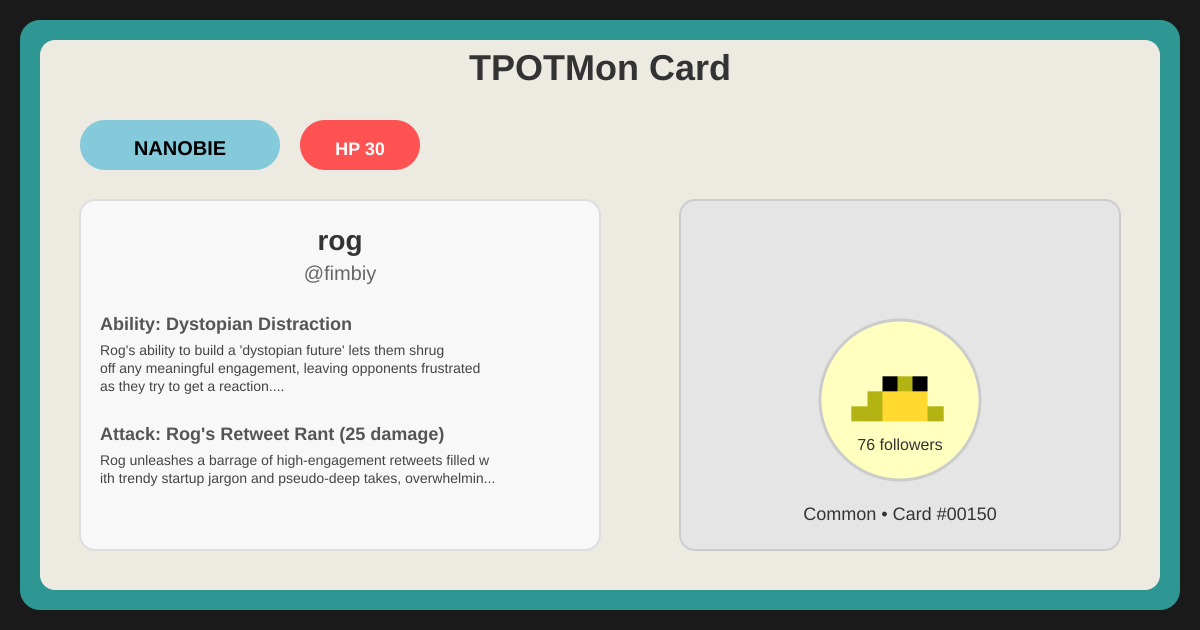 TPOTMon Card
NANOBIE
HP 30
rog
@fimbiy
Ability: Dystopian Distraction
Rog's ability to build a 'dystopian future' lets them shrug
off any meaningful engagement, leaving opponents frustrated
as they try to get a reaction....
Attack: Rog's Retweet Rant (25 damage)
Rog unleashes a barrage of high-engagement retweets filled w
ith trendy startup jargon and pseudo-deep takes, overwhelmin...
76 followers
Common • Card #00150